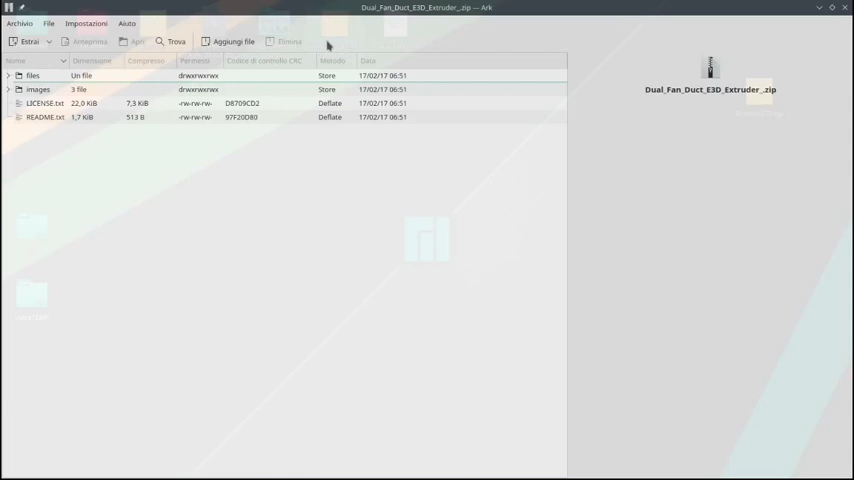 Dual_Fan_Duct_E3D_Extruder_.zip — Ark
Archivio File Impostazioni Aiuto
Estrai Anteprima Apri Trova Aggiungi file Elimina
Nome Dimensione Compresso Permessi Codice di controllo CRC Metodo Data
files Un file drwxrwxrwx Store 17/02/17 06:51
images 3 file drwxrwxrwx Store 17/02/17 06:51
LICENSE.txt 22,0 KiB 7,3 KiB -rw-rw-rw- D8709CD2 Deflate 17/02/17 06:51
README.txt 1,7 KiB 513 B -rw-rw-rw- 97F20D80 Deflate 17/02/17 06:51
Dual_Fan_Duct_E3D_Extruder_.zip